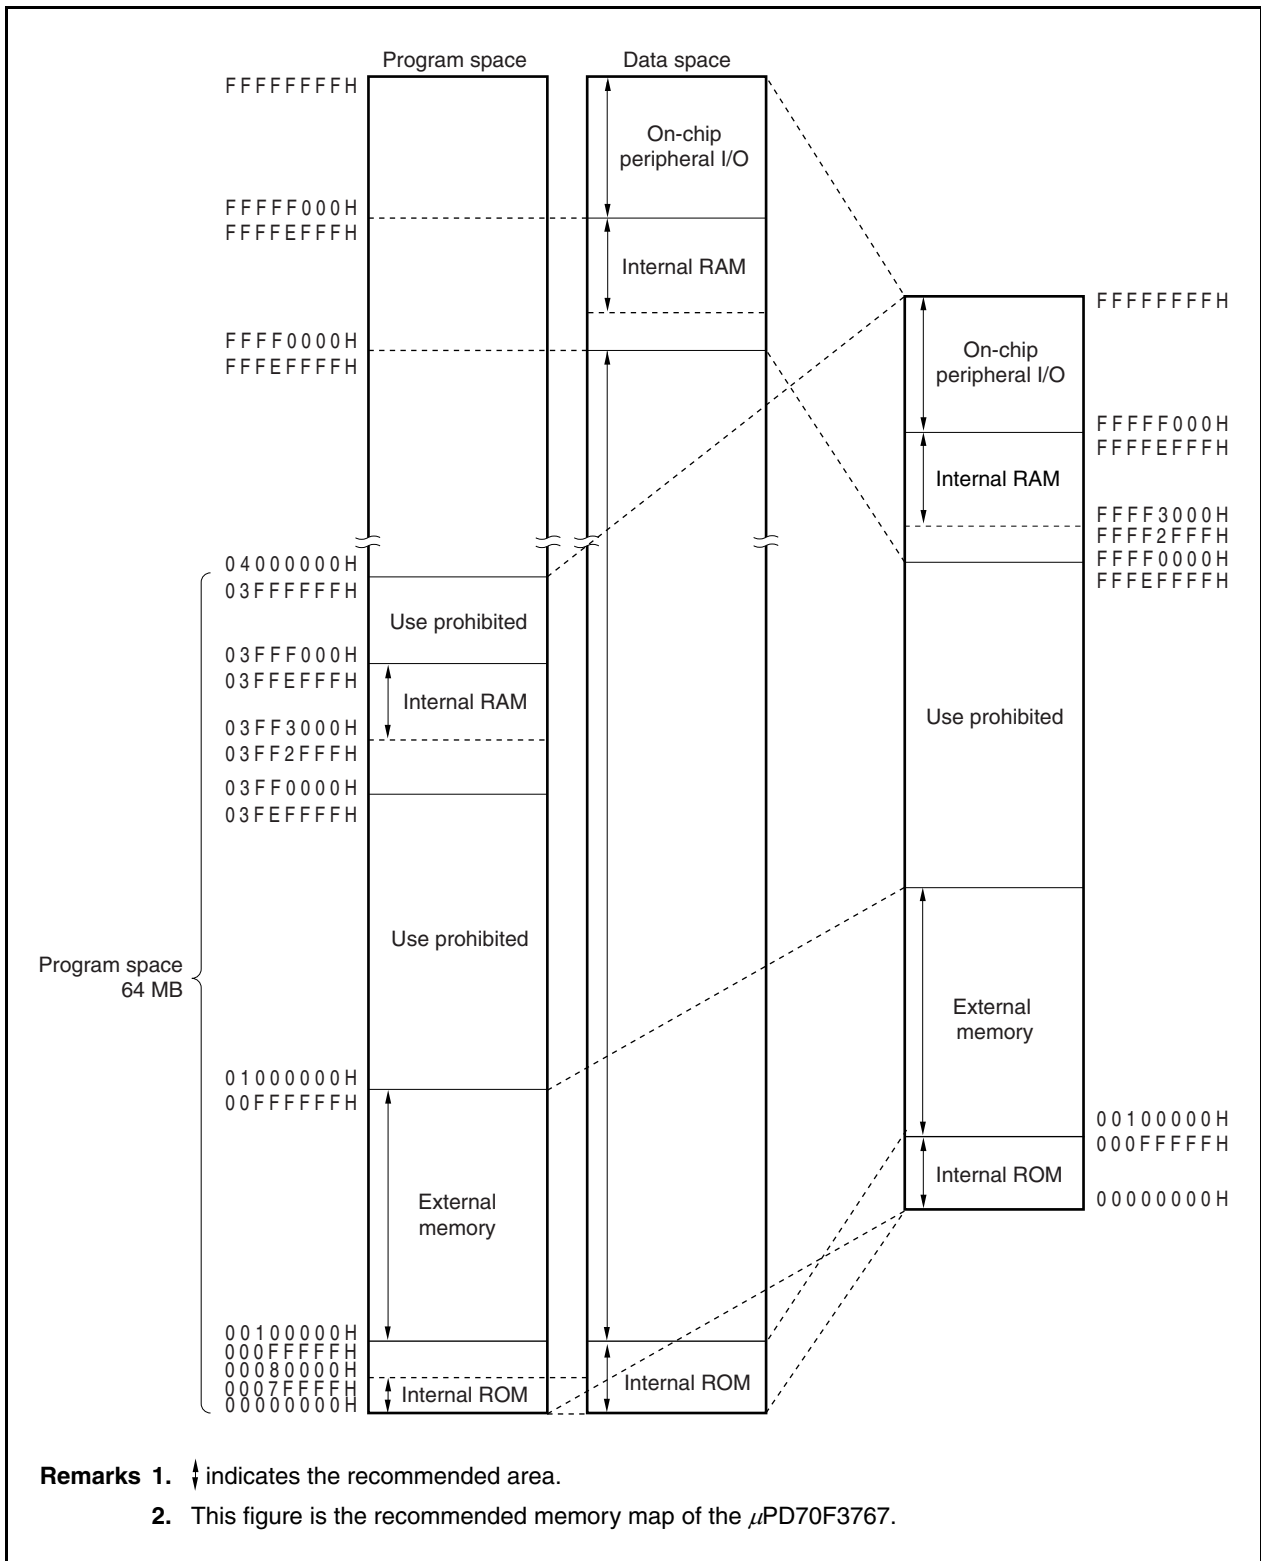 Program space
Data space
FFFFFFFFH
On-chip
peripheral I/O
FFFFF000H
FFFFEFFFH
Internal RAM
FFFF0000H
FFFEFFFFH
04000000H
03FFFFFFH
Use prohibited
03FFF000H
03FFEFFFH
Internal RAM
03FF3000H
03FF2FFFH
03FF0000H
03FEFFFFH
Use prohibited
Program space
64 MB
01000000H
00FFFFFFH
External
memory
00100000H
000FFFFFH
00080000H
0007FFFFH
00000000H
Internal ROM
Internal ROM
FFFFFFFFH
On-chip
peripheral I/O
FFFFF000H
FFFFEFFFH
Internal RAM
FFFF3000H
FFFF2FFFH
FFFF0000H
FFFEFFFFH
Use prohibited
External
memory
00100000H
000FFFFFH
Internal ROM
00000000H
Remarks 1. indicates the recommended area.
2. This figure is the recommended memory map of the μPD70F3767.